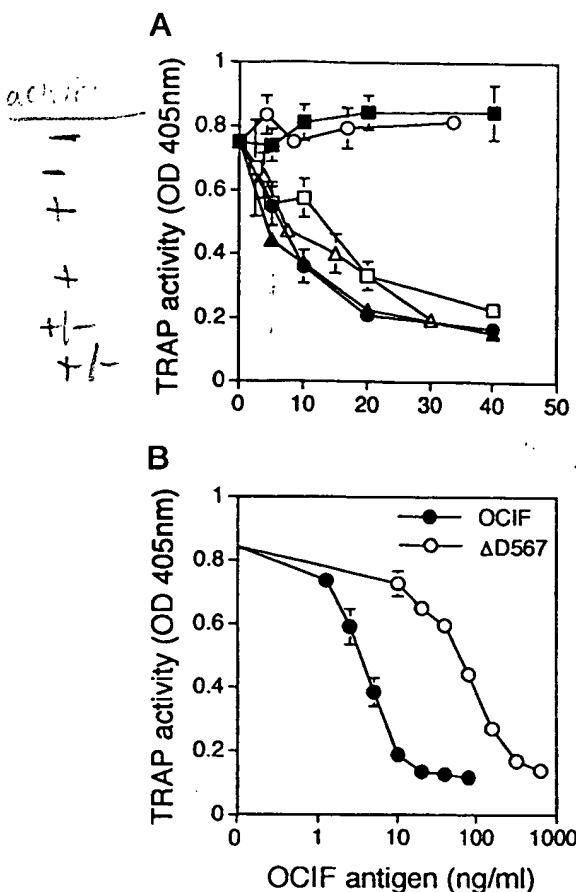 A
TRAP activity (OD 405nm)
1
0.8
0.6
0.4
0.2
0
0 10 20 30 40 50
-
-
+
+
+/-
+/-
B
TRAP activity (OD 405nm)
1
0.8
0.6
0.4
0.2
0
OCIF
ΔD567
0 1 10 100 1000
OCIF antigen (ng/ml)